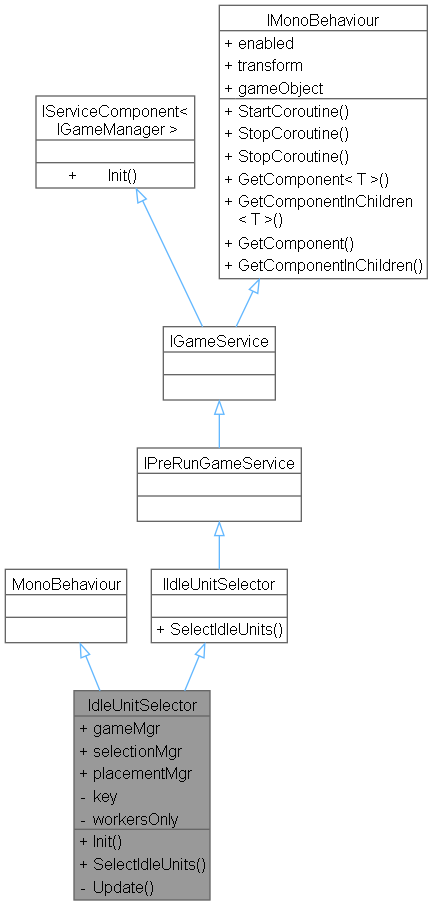 IMonoBehaviour
+ enabled
+ transform
+ gameObject
+ StartCoroutine()
+ StopCoroutine()
+ StopCoroutine()
+ GetComponent< T >()
+ GetComponentInChildren
< T >()
+ GetComponent()
+ GetComponentInChildren()
IServiceComponent<
IGameManager >
+ Init()
IGameService
IPreRunGameService
MonoBehaviour
IIdleUnitSelector
+ SelectIdleUnits()
IdleUnitSelector
+ gameMgr
+ selectionMgr
+ placementMgr
- key
- workersOnly
+ Init()
+ SelectIdleUnits()
- Update()